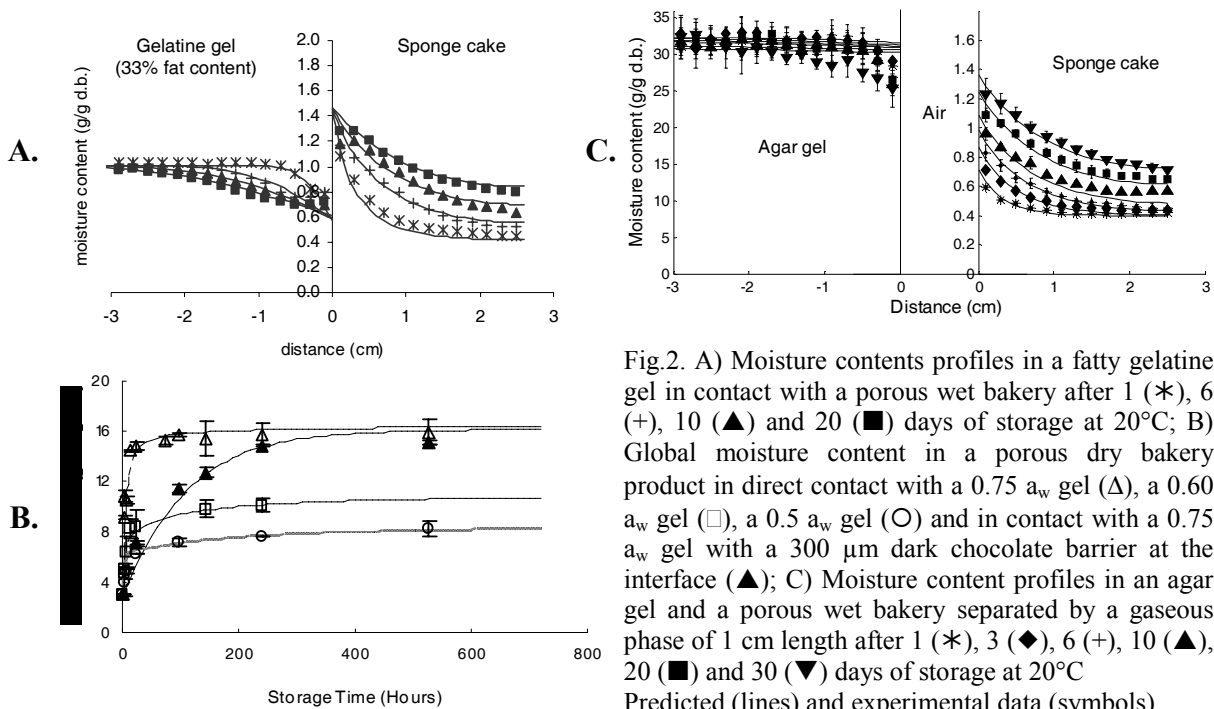 A.
Gelatine gel
(33% fat content)
Sponge cake
moisture content (g/g d.b.)
2.0
1.8
1.6
1.4
1.2
1.0
0.8
0.6
0.4
0.2
0.0
-3 -2 -1 0 1 2 3
distance (cm)
C.
Moisture content (g/g d.b.)
35
30
25
20
15
10
5
0
Agar gel
Air
Sponge cake
1.6
1.4
1.2
1
0.8
0.6
0.4
0.2
0
-3 -2 -1 0 0 1 2 3
Distance (cm)
B.
20
16
12
8
4
0
0 200 400 600 800
Storage Time (Hours)
Fig.2. A) Moisture contents profiles in a fatty gelatine
gel in contact with a porous wet bakery after 1 (∗), 6
(+), 10 (▲) and 20 (■) days of storage at 20°C; B)
Global moisture content in a porous dry bakery
product in direct contact with a 0.75 aw gel (Δ), a 0.60
aw gel (□), a 0.5 aw gel (O) and in contact with a 0.75
aw gel with a 300 µm dark chocolate barrier at the
interface (▲); C) Moisture content profiles in an agar
gel and a porous wet bakery separated by a gaseous
phase of 1 cm length after 1 (∗), 3 (◆), 6 (+), 10 (▲),
20 (■) and 30 (▼) days of storage at 20°C
Predicted (lines) and experimental data (symbols)